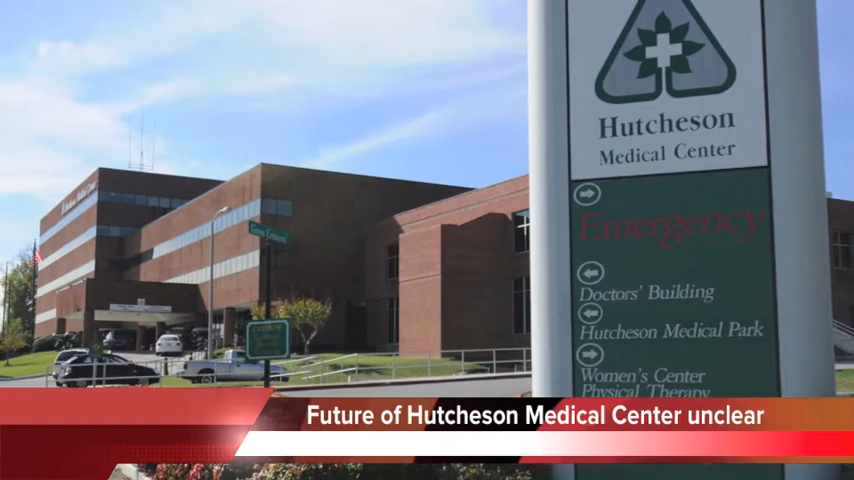 Hutcheson
Medical Center
Emergency
Doctors' Building
Hutcheson Medical Park
Women's Center
Physical Therapy
Future of Hutcheson Medical Center unclear